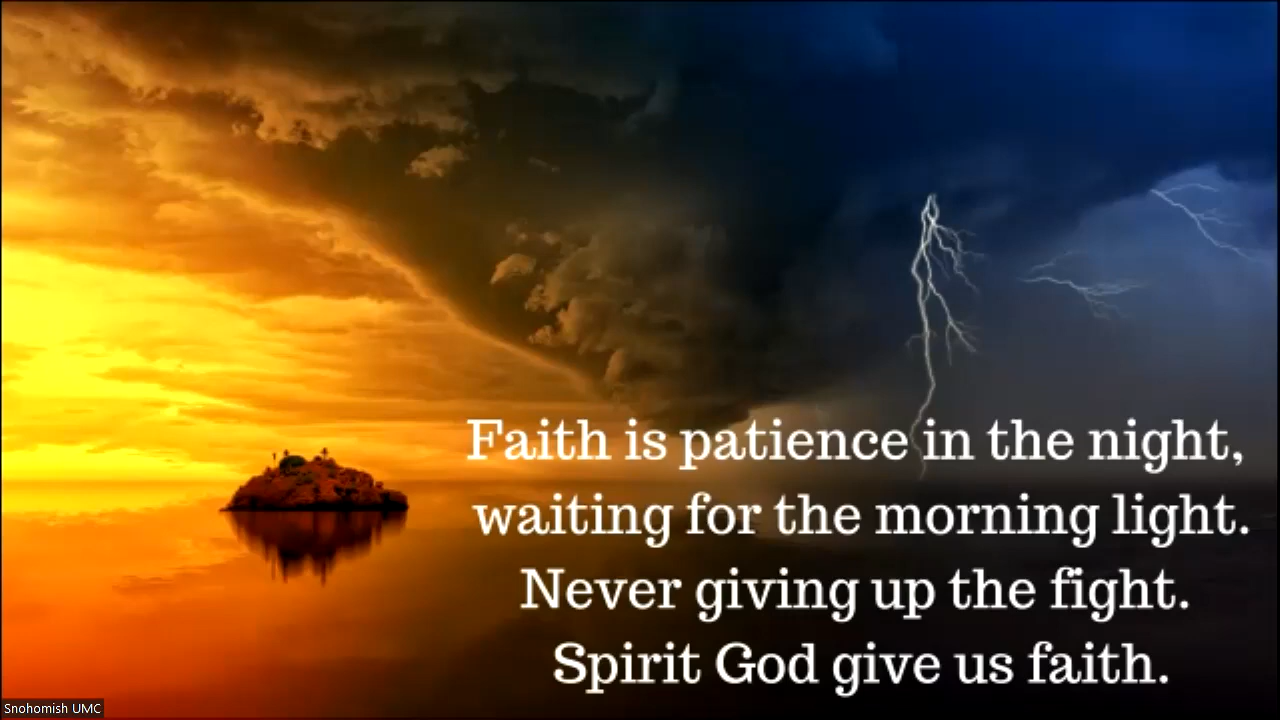 Faith is patience in the night,
waiting for the morning light.
Never giving up the fight.
Spirit God give us faith.
Snohomish UMC